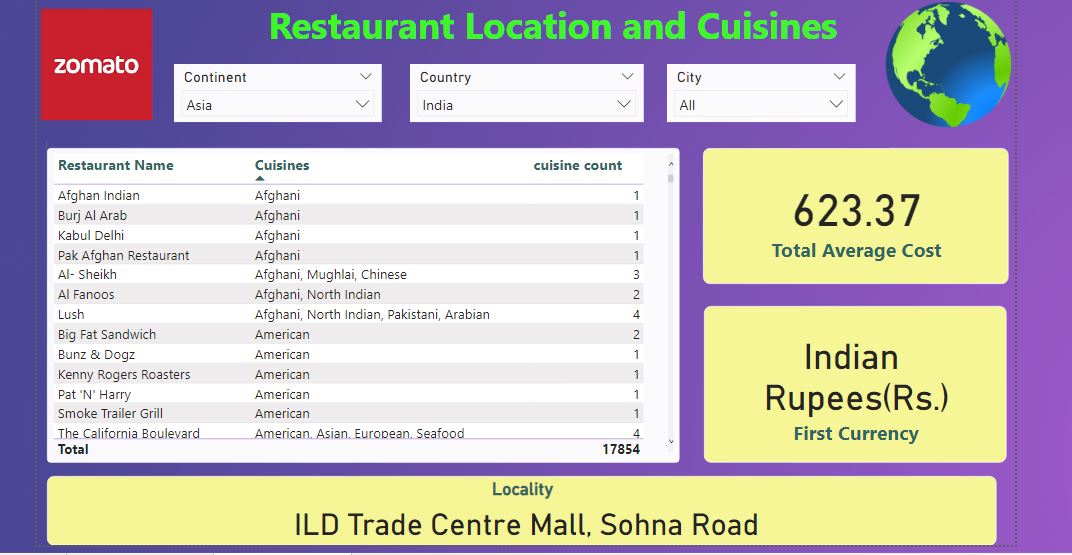 Restaurant Location and Cuisines
zomato
Continent Country City
Asia India All
Restaurant Name Cuisines cuisine count
Afghan Indian Afghani 1
Burj Al Arab Afghani 1
Kabul Delhi Afghani 1
Pak Afghan Restaurant Afghani 1
Al- Sheikh Afghani, Mughlai, Chinese 3
Al Fanoos Afghani, North Indian 2
Lush Afghani, North Indian, Pakistani, Arabian 4
Big Fat Sandwich American 2
Bunz & Dogz American 1
Kenny Rogers Roasters American 1
Pat 'N' Harry American 1
Smoke Trailer Grill American 1
The California Boulevard American, Asian, European, Seafood 4
Total 17854
623.37
Total Average Cost
Indian
Rupees(Rs.)
First Currency
Locality
ILD Trade Centre Mall, Sohna Road